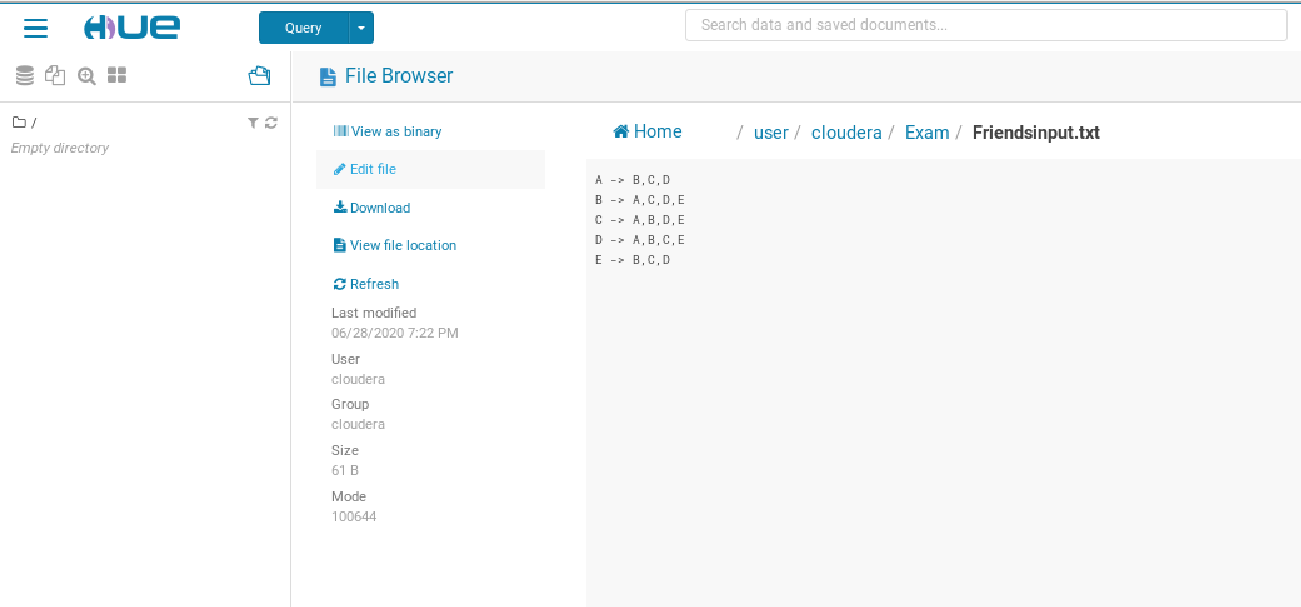 HUE
Query
Search data and saved documents...
File Browser
/
Empty directory
View as binary
Edit file
Download
View file location
Refresh
Last modified
06/28/2020 7:22 PM
User
cloudera
Group
cloudera
Size
61 B
Mode
100644
Home / user / cloudera / Exam / Friendsinput.txt
A -> B,C,D
B -> A,C,D,E
C -> A,B,D,E
D -> A,B,C,E
E -> B,C,D